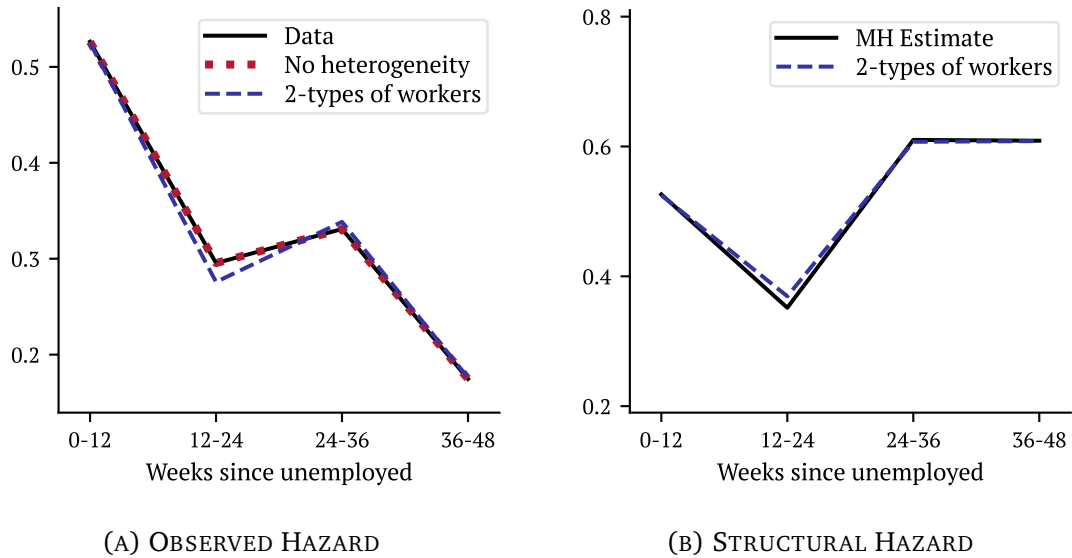 Data
No heterogeneity
2-types of workers
0.5
0.4
0.3
0.2
0-12
12-24
24-36
36-48
Weeks since unemployed
(A) OBSERVED HAZARD
MH Estimate
2-types of workers
0.8
0.6
0.4
0.2
0-12
12-24
24-36
36-48
Weeks since unemployed
(B) STRUCTURAL HAZARD